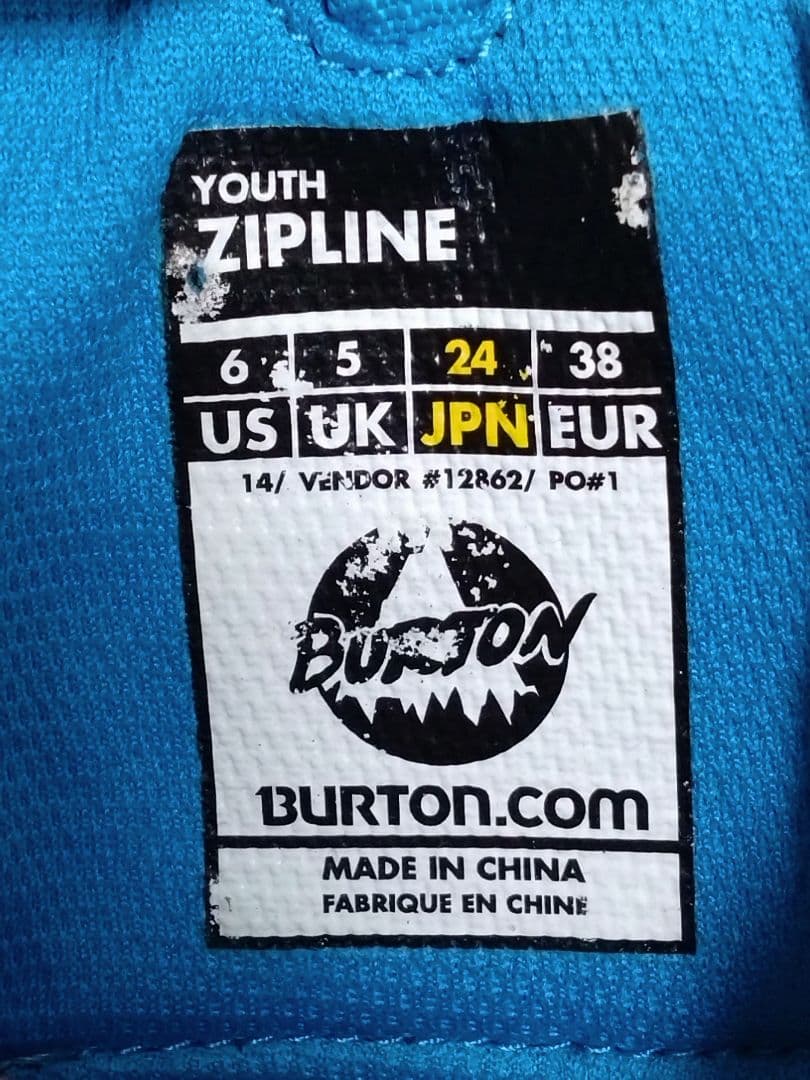 YOUTH
ZIPLINE
6 5 24 38
US UK JPN EUR
14/ VENDOR #12862/ PO#1
BURTON
BURTON.COM
MADE IN CHINA
FABRIQUE EN CHINE